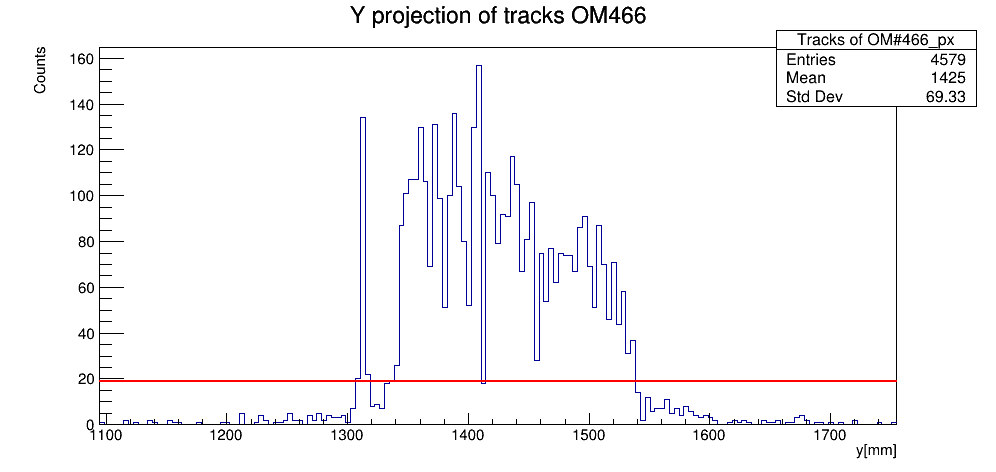 Y projection of tracks OM466
Counts
Tracks of OM#466_px
Entries 4579
Mean 1425
Std Dev 69.33
160
140
120
100
80
60
40
20
0
1100 1200 1300 1400 1500 1600 1700
y[mm]